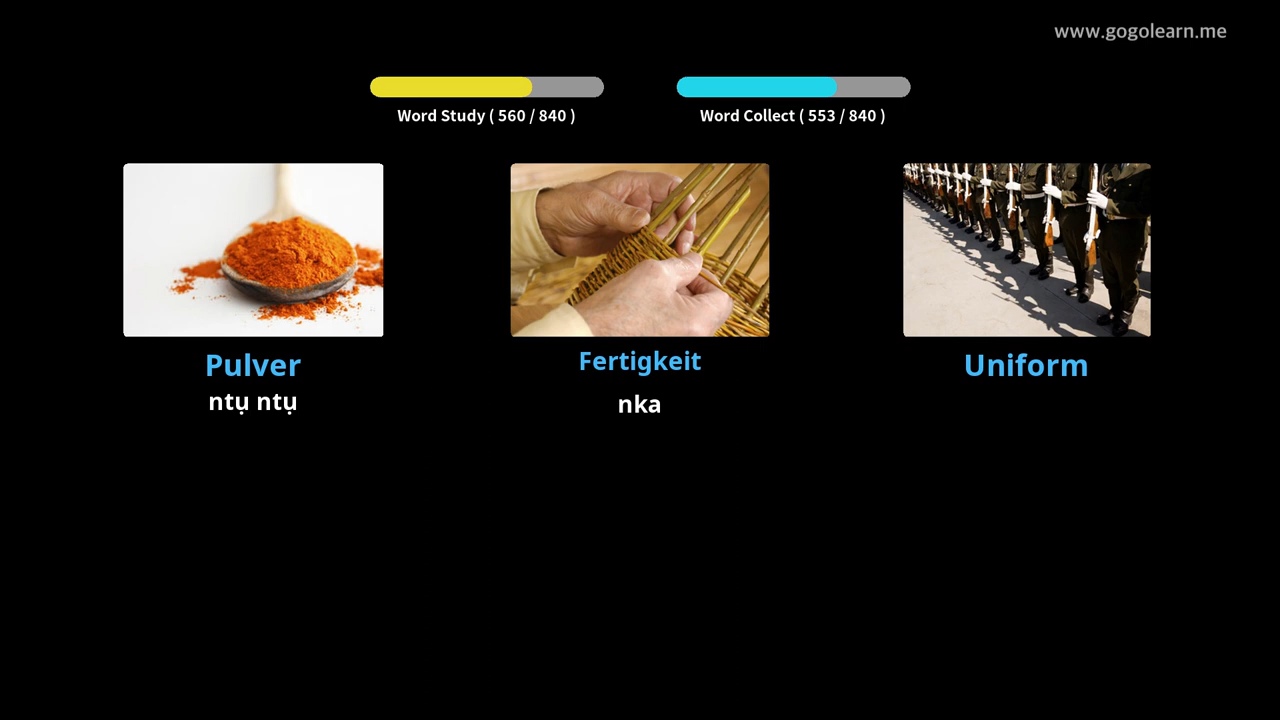 www.gogolearn.me
Word Study ( 560 / 840 )
Word Collect ( 553 / 840 )
Pulver
ntụ ntụ
Fertigkeit
nka
Uniform